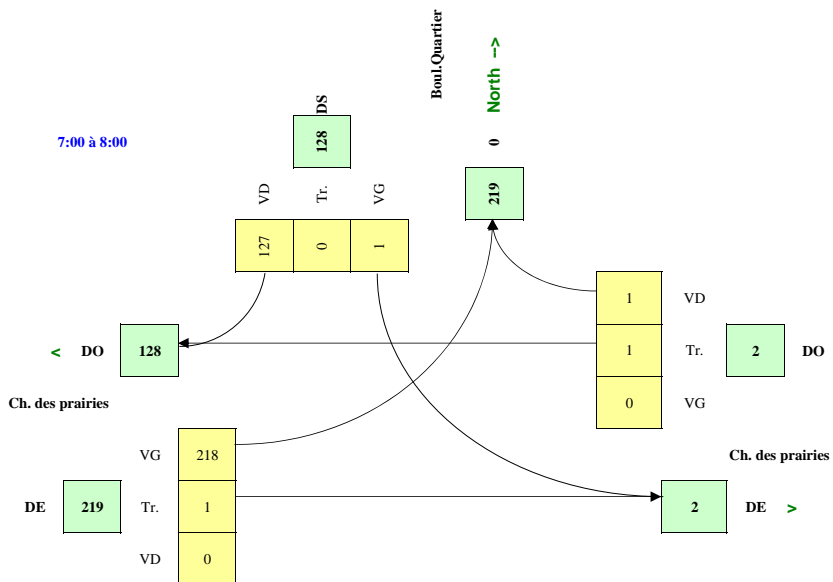 Boul.Quartier
North -->
DS
7:00 à 8:00
128
0
219
VD Tr. VG
127 0 1
1 VD
< DO 128
1 Tr. 2 DO
Ch. des prairies
0 VG
VG 218
Ch. des prairies
DE 219 Tr. 1
2 DE >
VD 0